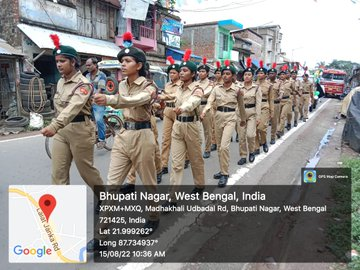 GPS Map Camera
Bhupati Nagar, West Bengal, India
XPXM+MXQ, Madhakhali Udbadal Rd, Bhupati Nagar, West Bengal
721425, India
Lat 21.999262°
Long 87.734937°
15/08/22 10:36 AM
Google